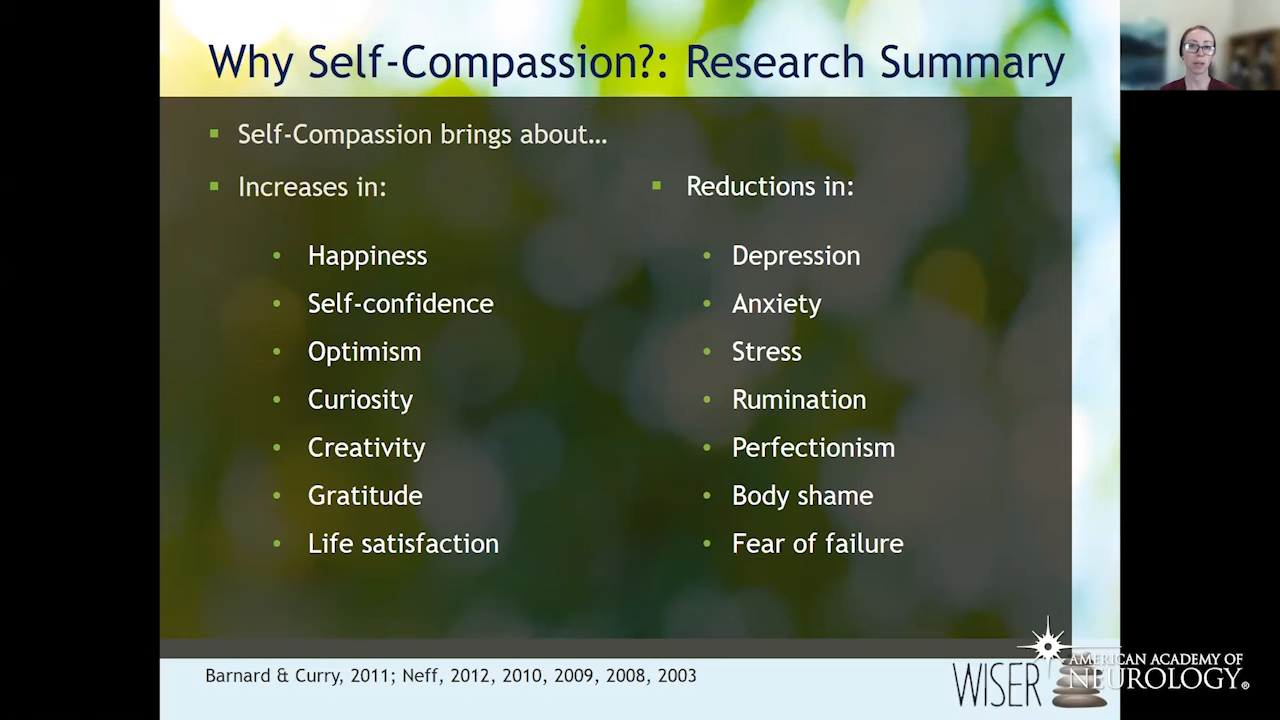 Why Self-Compassion?: Research Summary
Self-Compassion brings about…
Increases in:
Happiness
Self-confidence
Optimism
Curiosity
Creativity
Gratitude
Life satisfaction
Reductions in:
Depression
Anxiety
Stress
Rumination
Perfectionism
Body shame
Fear of failure
Barnard & Curry, 2011; Neff, 2012, 2010, 2009, 2008, 2003
WISER
AMERICAN ACADEMY OF
NEUROLOGY®